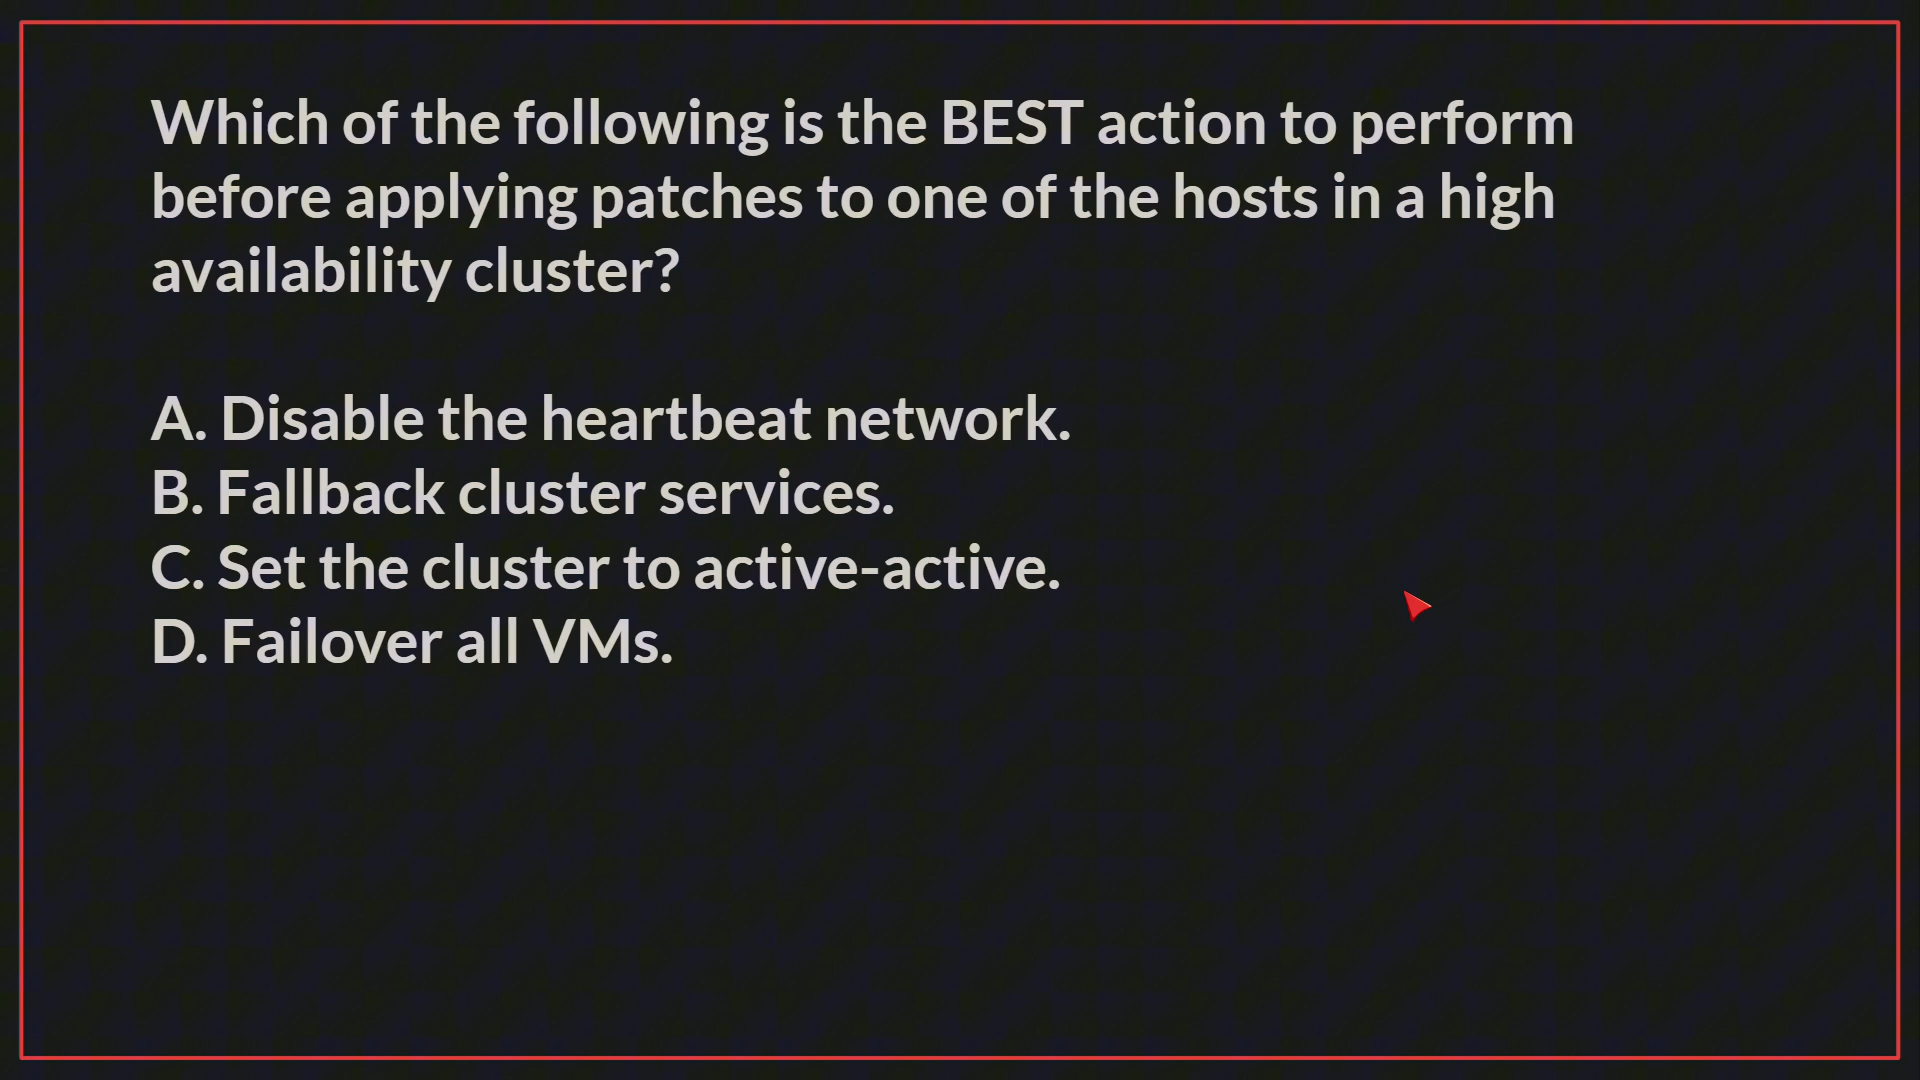 Which of the following is the BEST action to perform
before applying patches to one of the hosts in a high
availability cluster?
A. Disable the heartbeat network.
B. Fallback cluster services.
C. Set the cluster to active-active.
D. Failover all VMs.